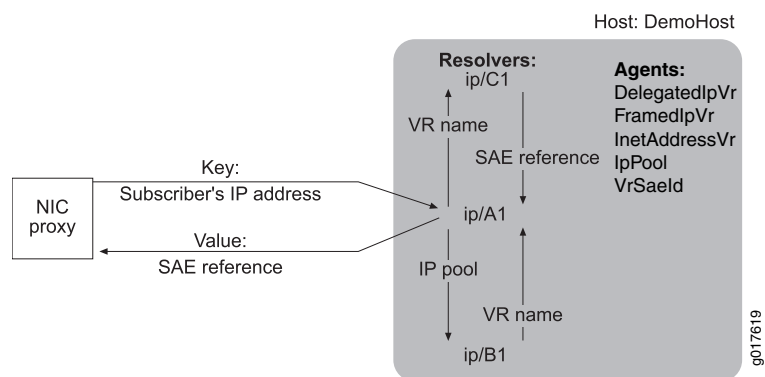 Host: DemoHost
Resolvers:
ip/C1
Agents:
DelegatedIpVr
FramedIpVr
InetAddressVr
IpPool
VrSaeId
VR name
SAE reference
Key:
Subscriber's IP address
NIC
proxy
ip/A1
Value:
SAE reference
IP pool
VR name
ip/B1
g017619